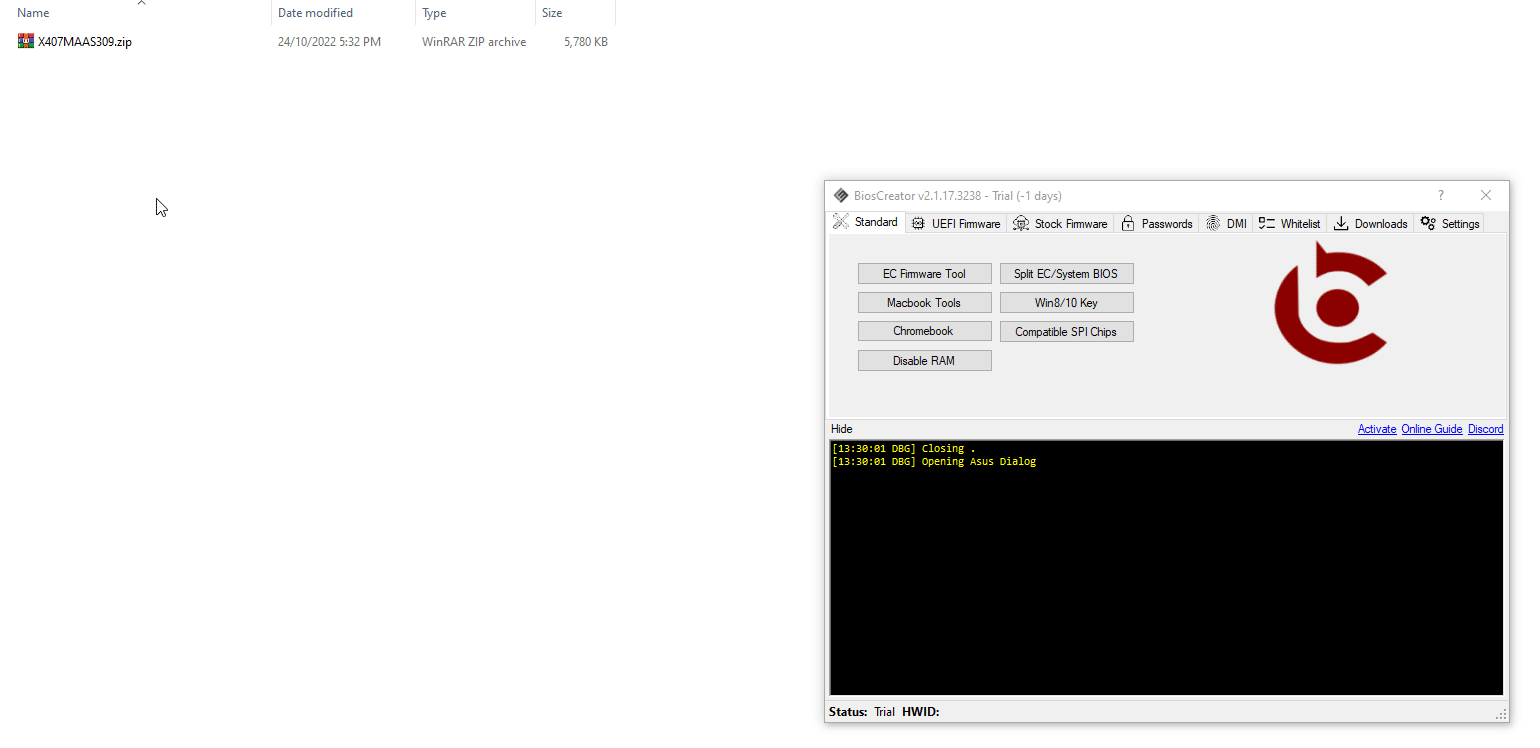 Name Date modified Type Size
X407MAAS309.zip 24/10/2022 5:32 PM WinRAR ZIP archive 5,780 KB
BiosCreator v2.1.17.3238 - Trial (-1 days) ?
Standard UEFI Firmware Stock Firmware Passwords DMI Whitelist Downloads Settings
EC Firmware Tool Split EC/System BIOS
Macbook Tools Win8/10 Key
Chromebook Compatible SPI Chips
Disable RAM
Hide Activate Online Guide Discord
[13:30:01 DBG] Closing .
[13:30:01 DBG] Opening Asus Dialog
Status: Trial HWID: